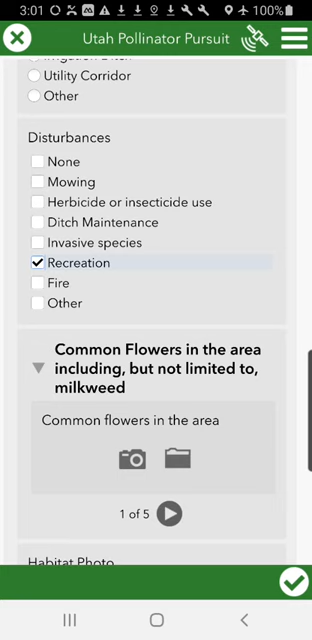 3:01
100%
Utah Pollinator Pursuit
Irrigation Ditch
Utility Corridor
Other
Disturbances
None
Mowing
Herbicide or insecticide use
Ditch Maintenance
Invasive species
Recreation
Fire
Other
Common Flowers in the area
including, but not limited to,
milkweed
Common flowers in the area
1 of 5
Habitat Photo